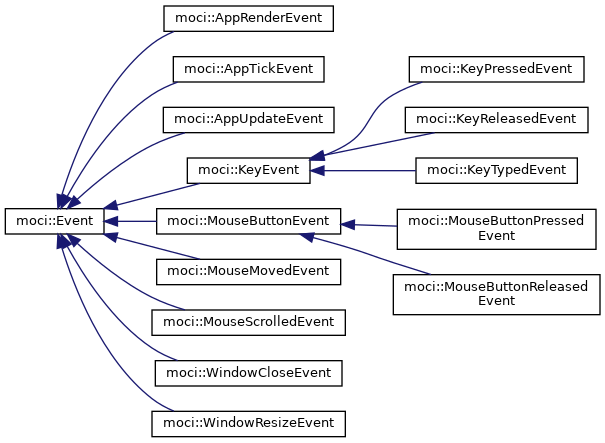 moci::AppRenderEvent
moci::AppTickEvent
moci::KeyPressedEvent
moci::AppUpdateEvent
moci::KeyReleasedEvent
moci::KeyEvent
moci::KeyTypedEvent
moci::Event
moci::MouseButtonEvent
moci::MouseButtonPressed
Event
moci::MouseMovedEvent
moci::MouseButtonReleased
Event
moci::MouseScrolledEvent
moci::WindowCloseEvent
moci::WindowResizeEvent